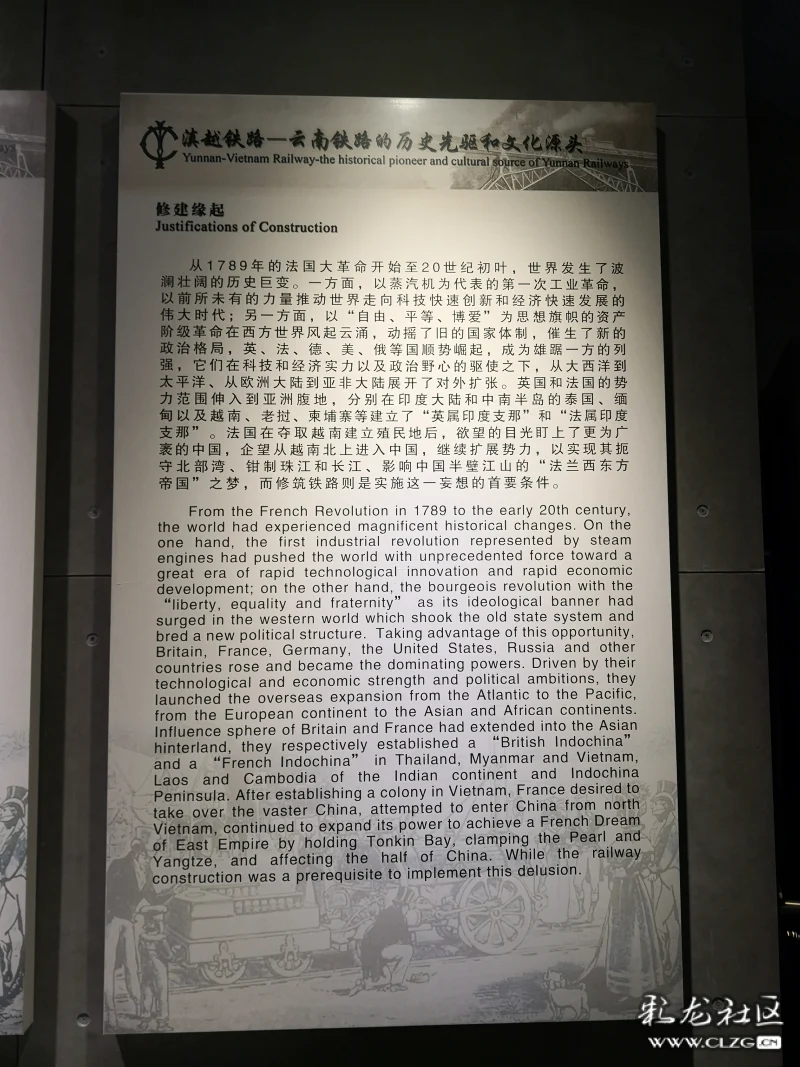 滇越铁路—云南铁路的历史先驱和文化源头
Yunnan-Vietnam Railway-the historical pioneer and cultural source of Yunnan Railways
修建缘起
Justifications of Construction
从1789年的法国大革命开始至20世纪初叶，世界发生了波
澜壮阔的历史巨变。一方面，以蒸汽机为代表的第一次工业革命，
以前所未有的力量推动世界走向科技快速创新和经济快速发展的
伟大时代；另一方面，以“自由、平等、博爱”为思想旗帜的资产
阶级革命在西方世界风起云涌，动摇了旧的国家体制，催生了新的
政治格局，英、法、德、美、俄等国顺势崛起，成为雄踞一方的列
强，它们在科技和经济实力以及政治野心的驱使之下，从大西洋到
太平洋、从欧洲大陆到亚非大陆展开了对外扩张。英国和法国的势
力范围伸入到亚洲腹地，分别在印度大陆和中南半岛的泰国、缅
甸以及越南、老挝、柬埔寨等建立了“英属印度支那”和“法属印度
支那”。法国在夺取越南建立殖民地后，欲望的目光盯上了更为广
袤的中国，企望从越南北上进入中国，继续扩展势力，以实现其扼
守北部湾、钳制珠江和长江、影响中国半壁江山的“法兰西东方
帝国”之梦，而修筑铁路则是实施这一妄想的首要条件。
From the French Revolution in 1789 to the early 20th century,
the world had experienced magnificent historical changes. On the
one hand, the first industrial revolution represented by steam
engines had pushed the world with unprecedented force toward a
great era of rapid technological innovation and rapid economic
development; on the other hand, the bourgeois revolution with the
“liberty, equality and fraternity” as its ideological banner had
surged in the western world which shook the old state system and
bred a new political structure. Taking advantage of this opportunity,
Britain, France, Germany, the United States, Russia and other
countries rose and became the dominating powers. Driven by their
technological and economic strength and political ambitions, they
launched the overseas expansion from the Atlantic to the Pacific,
from the European continent to the Asian and African continents.
Influence sphere of Britain and France had extended into the Asian
hinterland, they respectively established a “British Indochina”
and a “French Indochina” in Thailand, Myanmar and Vietnam,
Laos and Cambodia of the Indian continent and Indochina
Peninsula. After establishing a colony in Vietnam, France desired to
take over the vaster China, attempted to enter China from north
Vietnam, continued to expand its power to achieve a French Dream
of East Empire by holding Tonkin Bay, clamping the Pearl and
Yangtze, and affecting the half of China. While the railway
construction was a prerequisite to implement this delusion.
彩龙社区
WWW.CLZG.CN